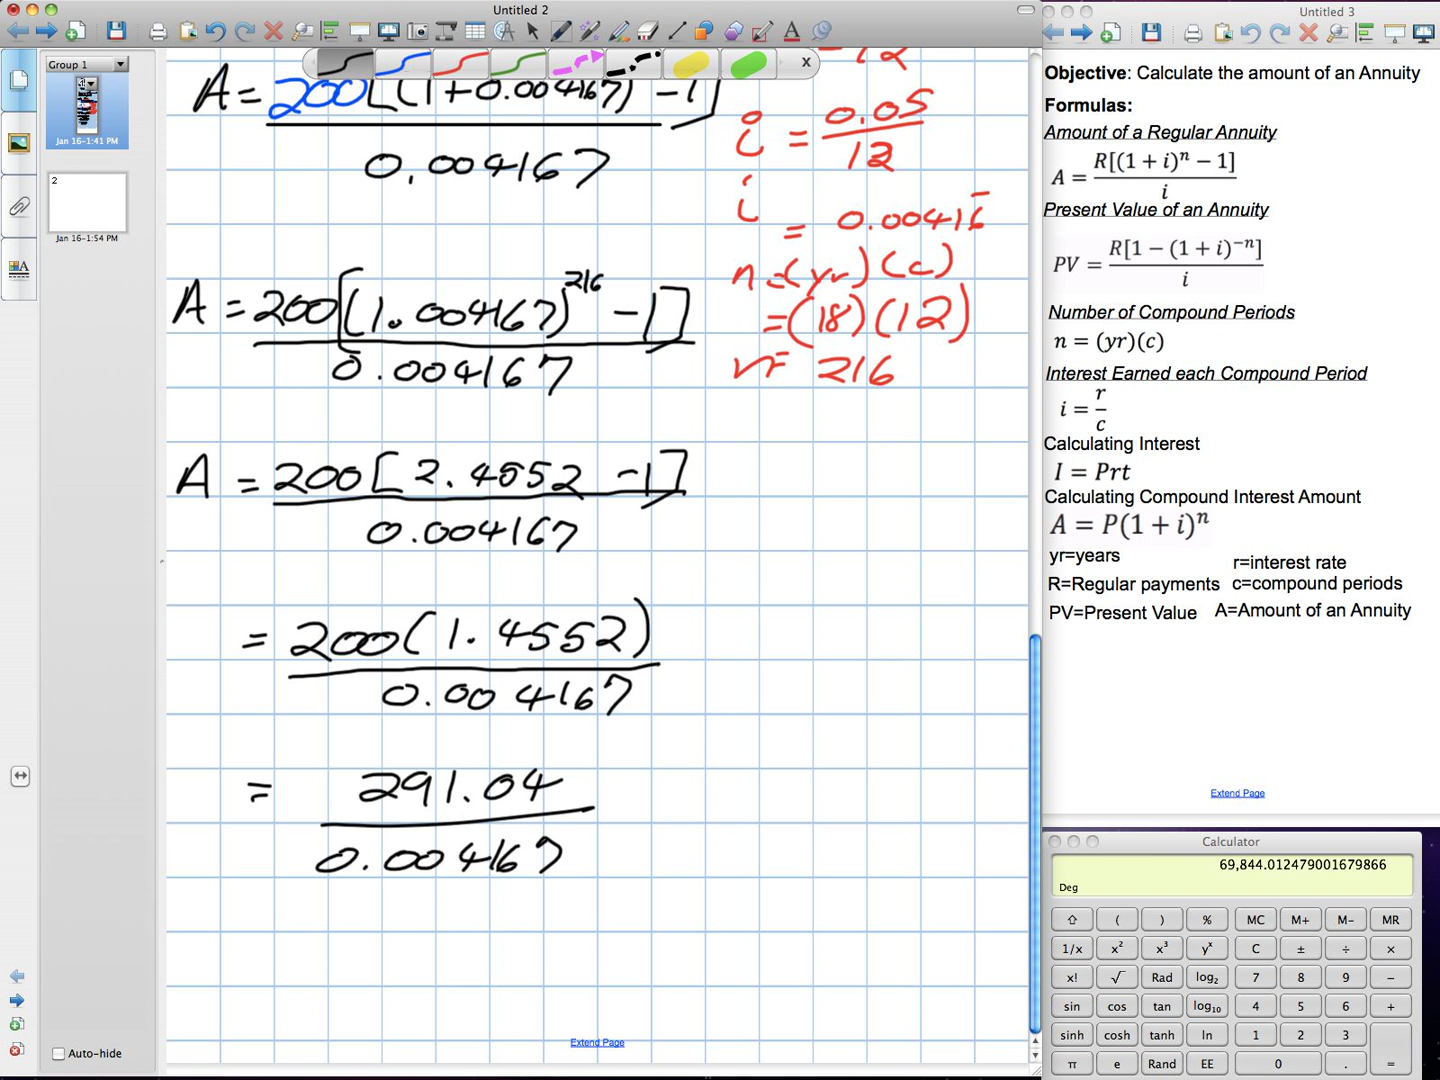 Untitled 2
Group 1
Jan 16-1:41 PM
2
Jan 16-1:54 PM
Auto-hide
x
A = 200[(1+0.004167) -1]
0.004167
A = 200[(1.004167)^216 -1]
0.004167
A = 200[2.4552 -1]
0.004167
= 200(1.4552)
0.004167
= 291.04
0.004167
Extend Page
12
i = 0.05
12
i
= 0.00416̅
n = (yr)(c)
= (18)(12)
n = 216
Untitled 3
Objective: Calculate the amount of an Annuity
Formulas:
Amount of a Regular Annuity
A = R[(1 + i)^n − 1]
i
Present Value of an Annuity
PV = R[1 − (1 + i)^−n]
i
Number of Compound Periods
n = (yr)(c)
Interest Earned each Compound Period
i = r
c
Calculating Interest
I = Prt
Calculating Compound Interest Amount
A = P(1 + i)^n
yr=years
r=interest rate
R=Regular payments
c=compound periods
PV=Present Value
A=Amount of an Annuity
Extend Page
Calculator
69,844.012479001679866
Deg
⇧ ( ) % MC M+ M− MR
1/x x² x³ yˣ C ± ÷ ×
x! √ Rad log₂ 7 8 9 −
sin cos tan log₁₀ 4 5 6 +
sinh cosh tanh ln 1 2 3
π e Rand EE 0 . =